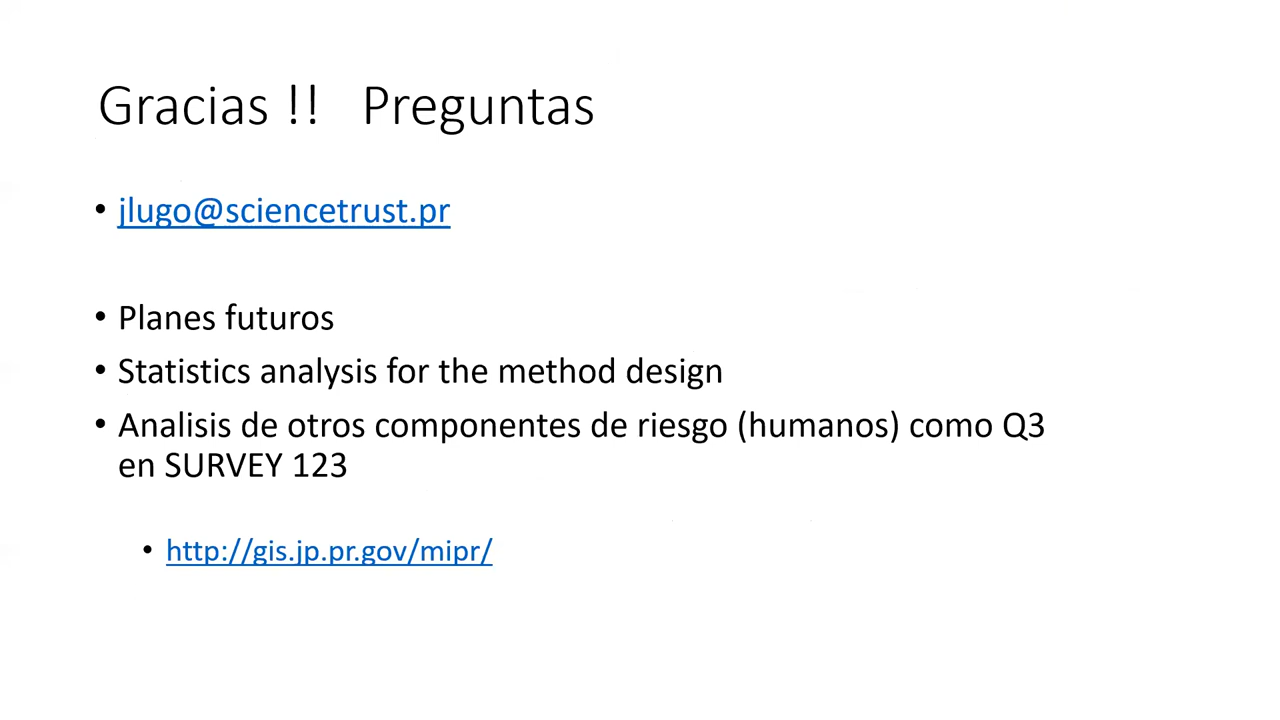 Gracias !! Preguntas
• jlugo@sciencetrust.pr
• Planes futuros
• Statistics analysis for the method design
• Analisis de otros componentes de riesgo (humanos) como Q3
en SURVEY 123
• http://gis.jp.pr.gov/mipr/